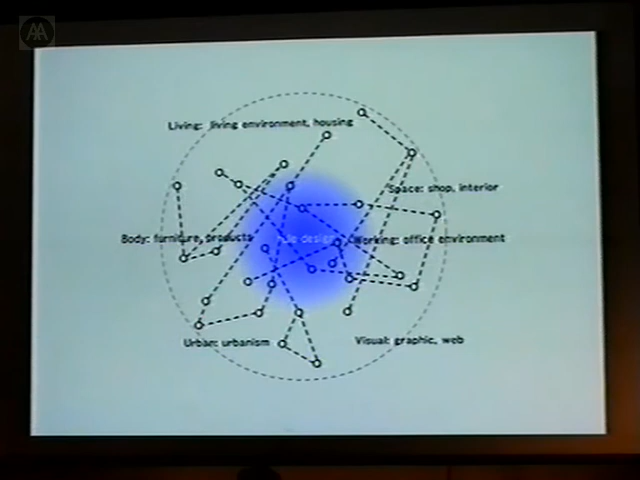 AA
Living: living environment, housing
Space: shop, interior
Body: furniture, products
design
Working: office environment
Urban: urbanism
Visual: graphic, web